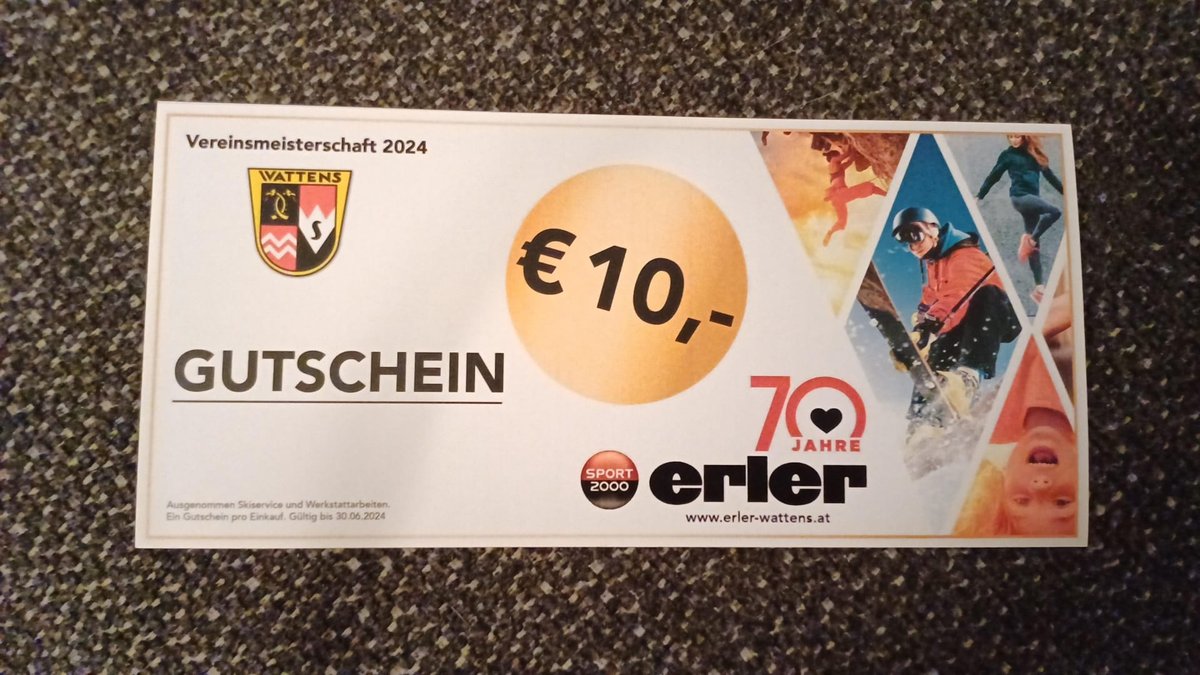 Vereinsmeisterschaft 2024
WATTENS
S
€ 10,-
GUTSCHEIN
70
JAHRE
SPORT
2000
erler
www.erler-wattens.at
Ausgenommen Skiservice und Werkstattarbeiten.
Ein Gutschein pro Einkauf. Gültig bis 30.06.2024